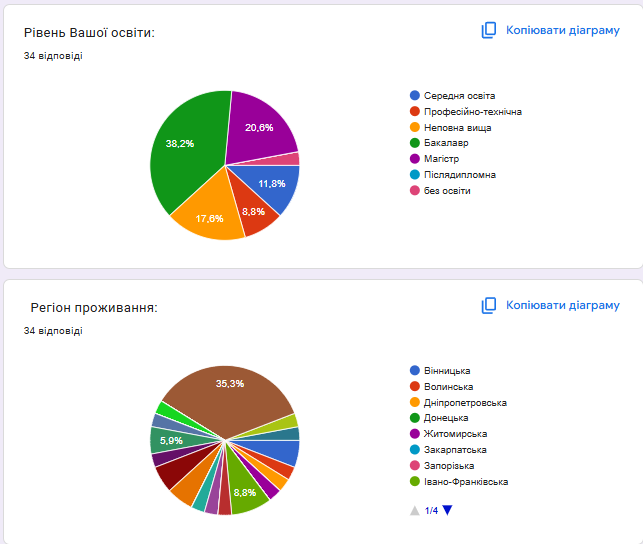 Рівень Вашої освіти:
Копіювати діаграму
34 відповіді
Середня освіта
Професійно-технічна
Неповна вища
Бакалавр
Магістр
Післядипломна
без освіти
20,6%
38,2%
11,8%
8,8%
17,6%
Регіон проживання:
Копіювати діаграму
34 відповіді
Вінницька
Волинська
Дніпропетровська
Донецька
Житомирська
Закарпатська
Запорізька
Івано-Франківська
1/4
35,3%
5,9%
8,8%